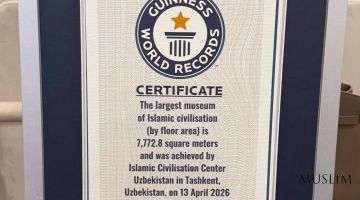 GUINNESS
WORLD RECORDS
CERTIFICATE
The largest museum
of Islamic civilisation
(by floor area) is
7,772.8 square meters
and was achieved by
Islamic Civilisation Center
Uzbekistan in Tashkent,
Uzbekistan, on 13 April 2026
MUSLIM